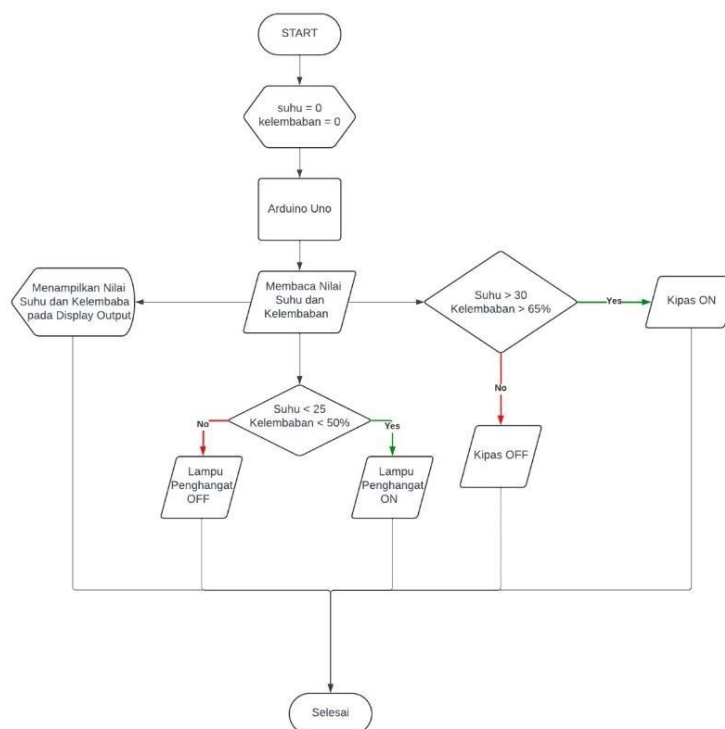 START
suhu = 0
kelembaban = 0
Arduino Uno
Menampilkan Nilai
Suhu dan Kelembaba
pada Display Output
Membaca Nilai
Suhu dan
Kelembaban
Suhu > 30
Kelembaban > 65%
Yes
Kipas ON
No
Kipas OFF
Suhu < 25
Kelembaban < 50%
No
Yes
Lampu
Penghangat
OFF
Lampu
Penghangat
ON
Selesai